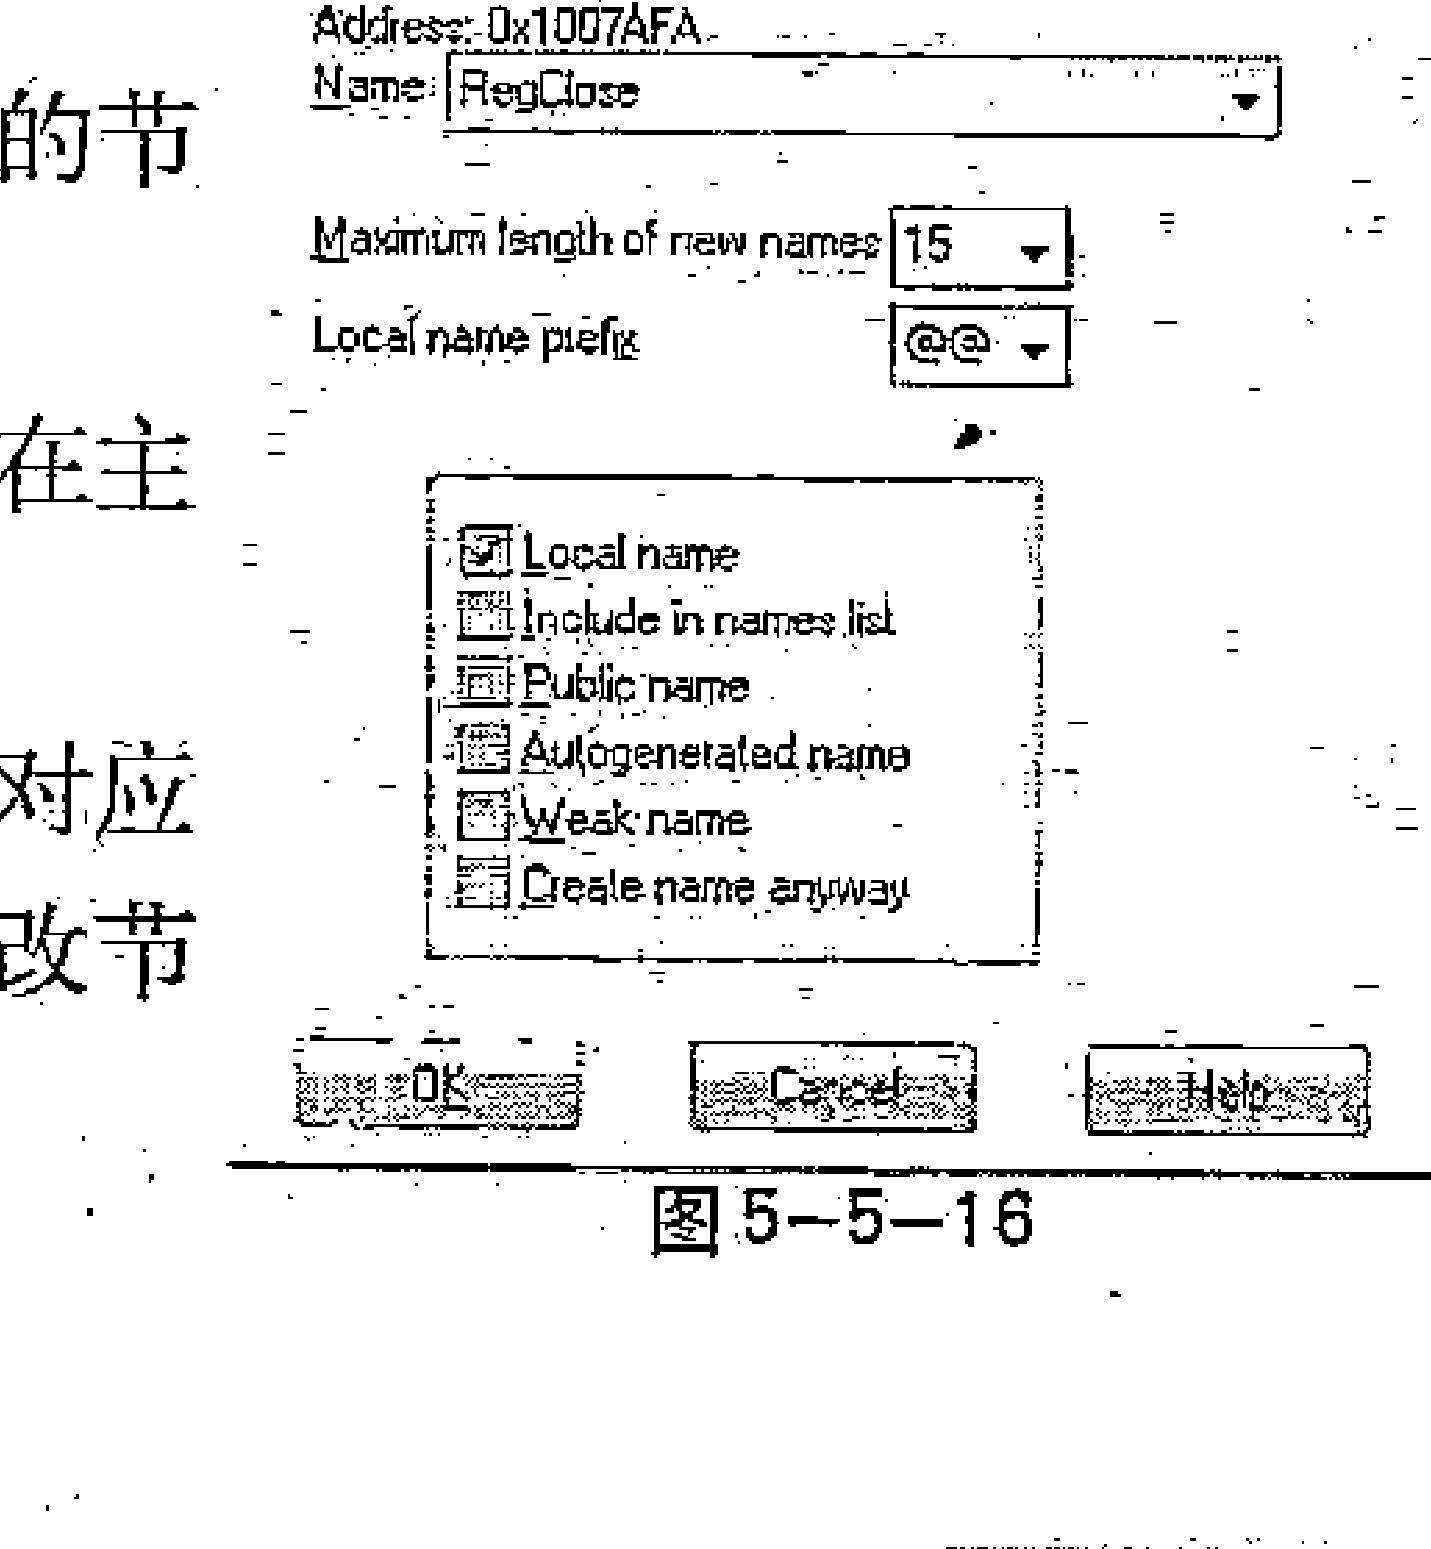 Address: 0x1007AFA
Name: RegClose
的节
Maximum length of new names 15
Local name prefix @@
在主
Local name
Include in names list
Public name
对应
Autogenerated name
Weak name
Create name anyway
改节
OK Cancel Help
图 5-5-16